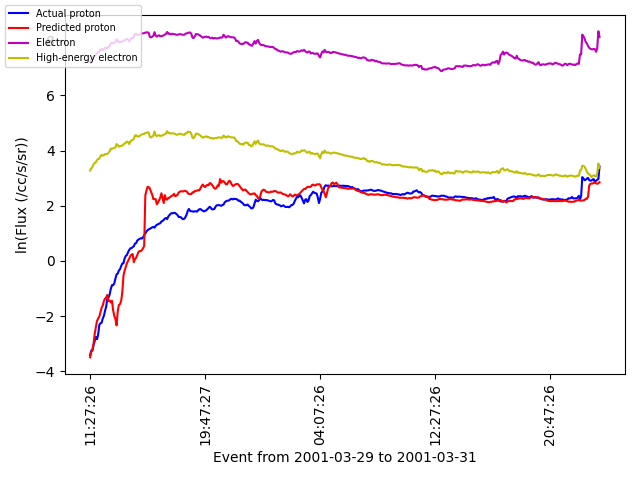 Actual proton
Predicted proton
Electron
High-energy electron
ln(Flux (/cc/s/sr))
6
4
2
0
−2
−4
11:27:26
19:47:27
04:07:26
12:27:26
20:47:26
Event from 2001-03-29 to 2001-03-31